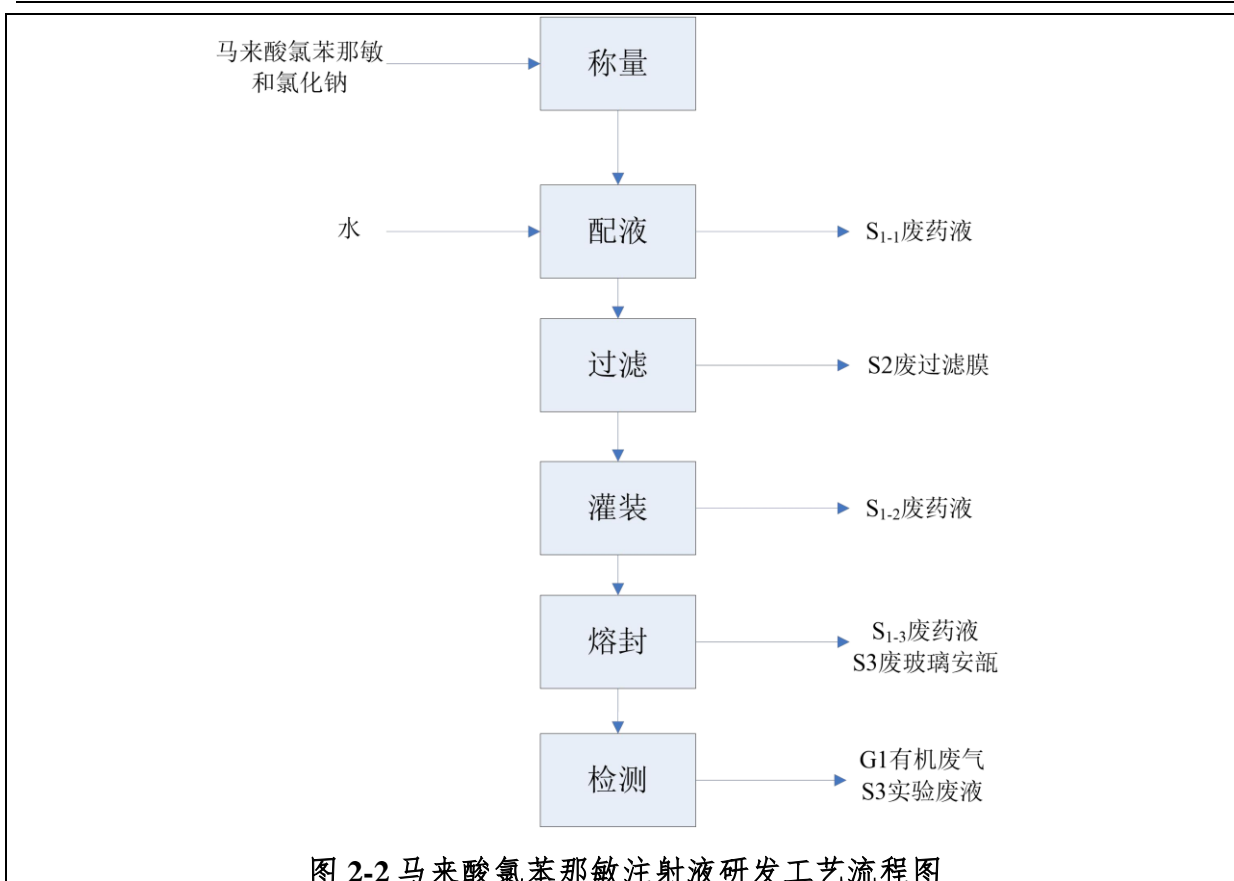 马来酸氯苯那敏
和氯化钠
称量
水
配液
S1-1废药液
过滤
S2废过滤膜
灌装
S1-2废药液
熔封
S1-3废药液
S3废玻璃安瓿
检测
G1有机废气
S3实验废液
图 2-2 马来酸氯苯那敏注射液研发工艺流程图